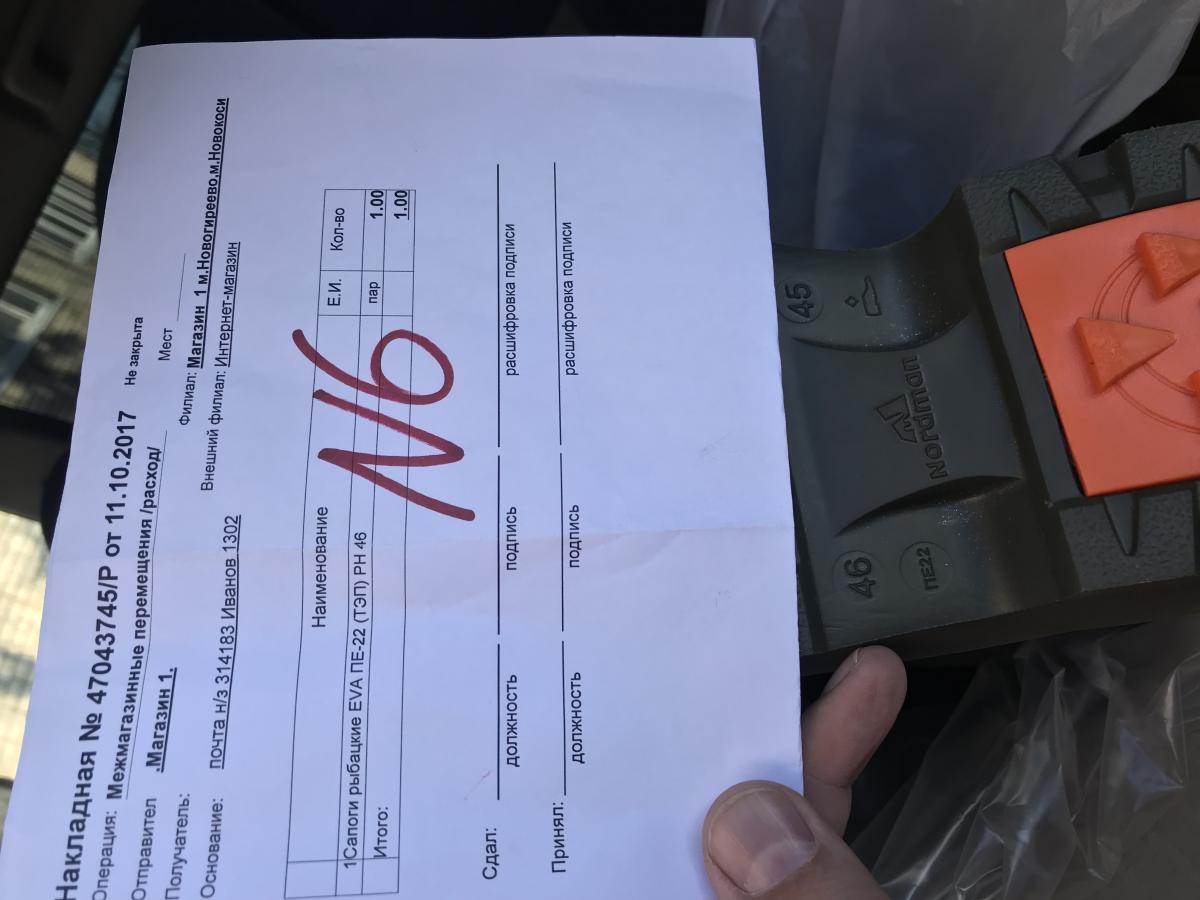 Накладная № 47043745/Р от 11.10.2017 Не закрыта
Операция: Межмагазинные перемещения /расход/ Мест
Отправител .Магазин 1. Филиал: Магазин 1 м.Новогиреево,м.Новокоси
Получатель: Внешний филиал: Интернет-магазин
Основание: почта н/з 314183 Иванов 1302
Наименование Е.И. Кол-во
1 Сапоги рыбацкие EVA ПЕ-22 (ТЭП) РН 46 пар 1.00
Итого: 1.00
N6
Сдал:
должность подпись расшифровка подписи
Принял:
должность подпись расшифровка подписи
46 45
ПЕ22
Nordman